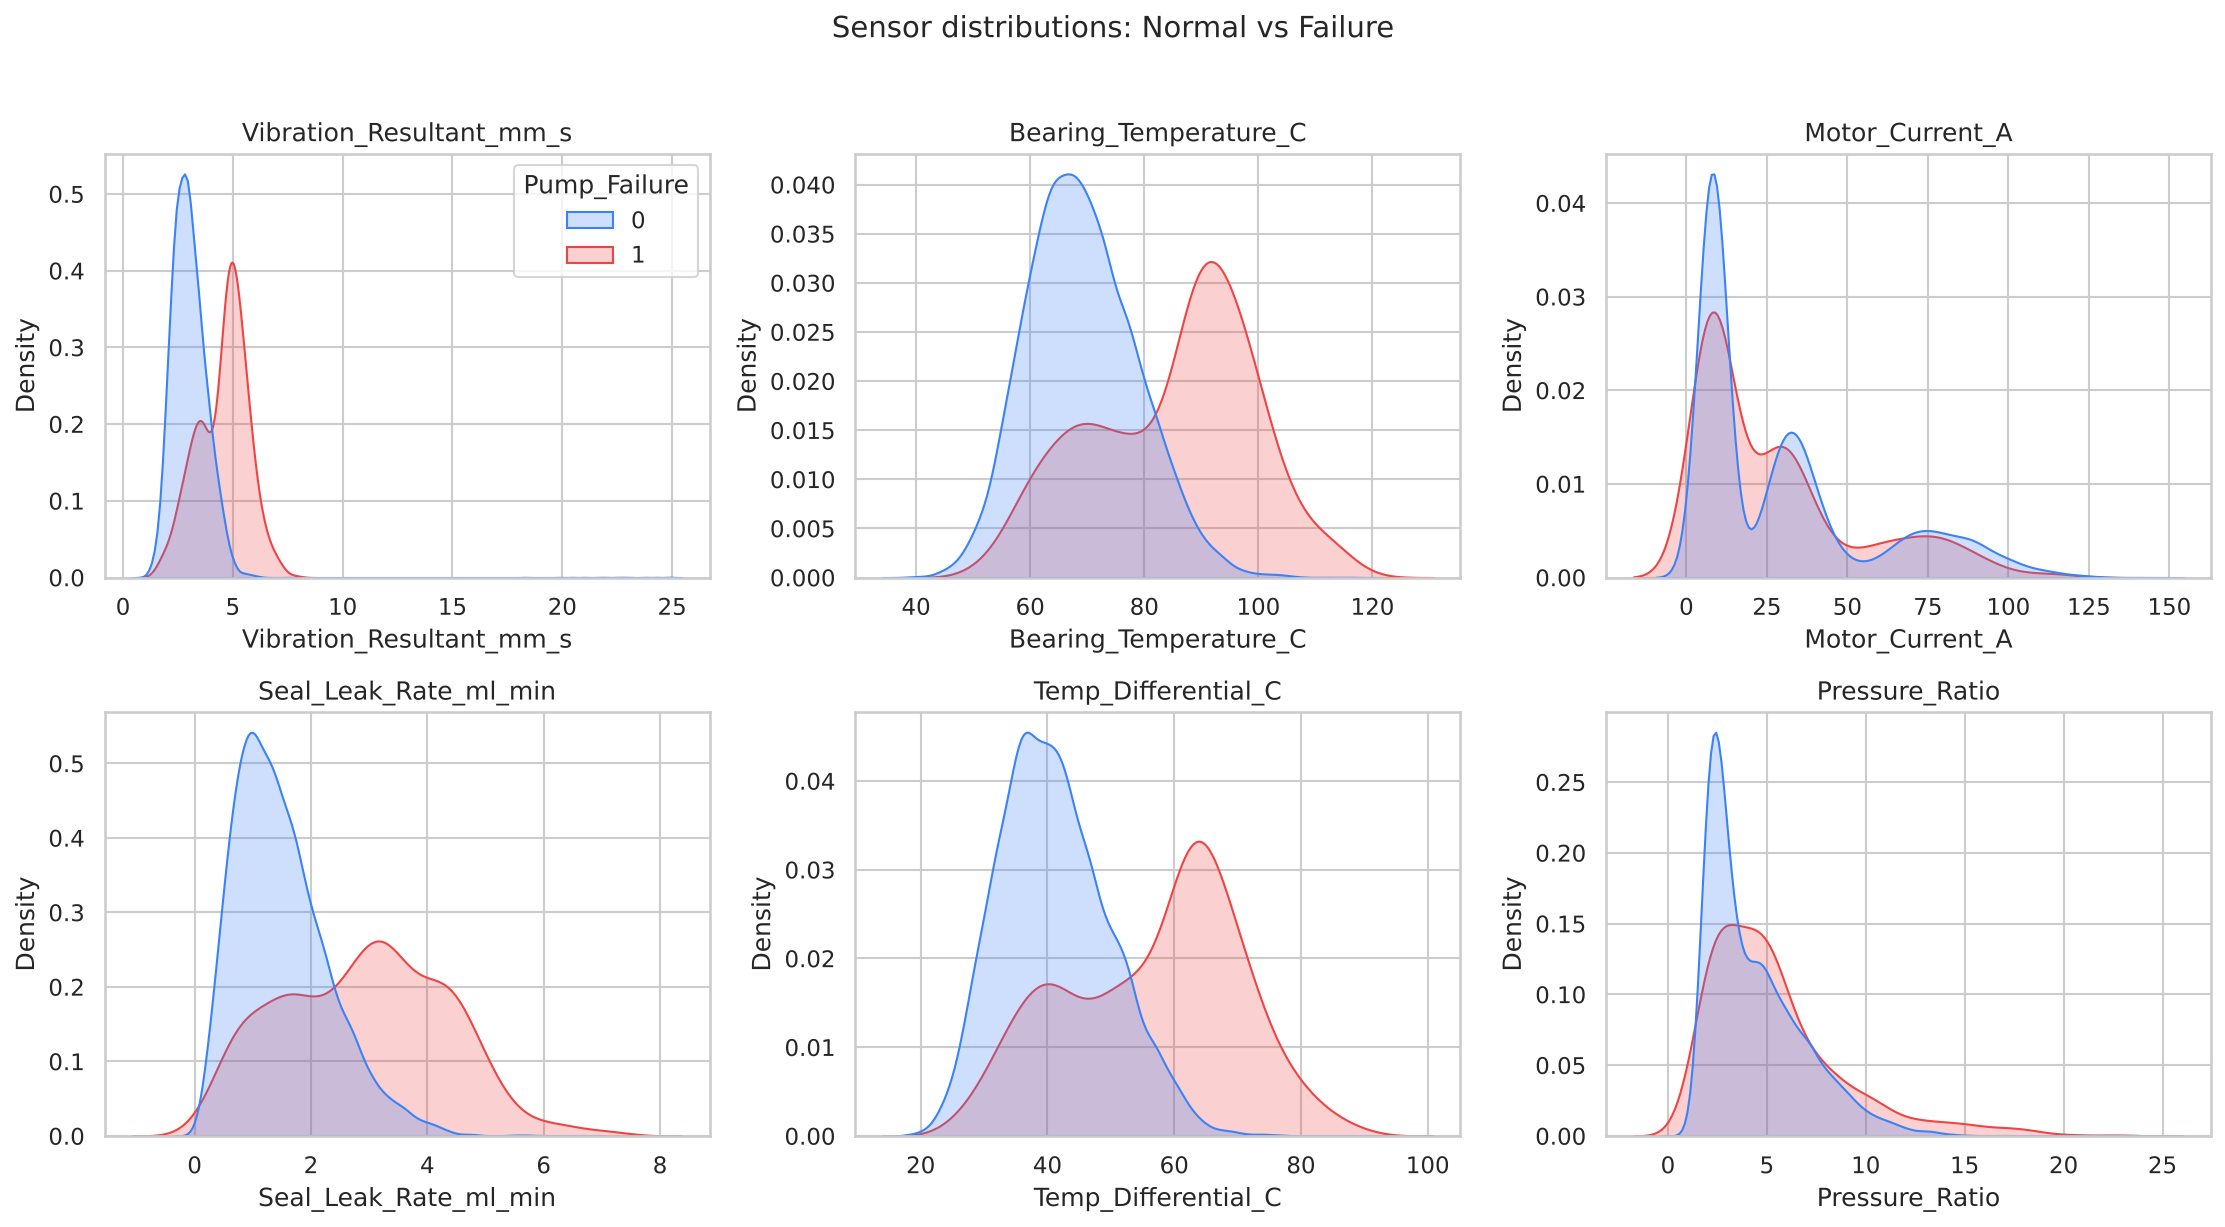 Sensor distributions: Normal vs Failure
Vibration_Resultant_mm_s
Density
0.5
0.4
0.3
0.2
0.1
0.0
0 5 10 15 20 25
Vibration_Resultant_mm_s
Pump_Failure
0
1
Bearing_Temperature_C
Density
0.040
0.035
0.030
0.025
0.020
0.015
0.010
0.005
0.000
40 60 80 100 120
Bearing_Temperature_C
Motor_Current_A
Density
0.04
0.03
0.02
0.01
0.00
0 25 50 75 100 125 150
Motor_Current_A
Seal_Leak_Rate_ml_min
Density
0.5
0.4
0.3
0.2
0.1
0.0
0 2 4 6 8
Seal_Leak_Rate_ml_min
Temp_Differential_C
Density
0.04
0.03
0.02
0.01
0.00
20 40 60 80 100
Temp_Differential_C
Pressure_Ratio
Density
0.25
0.20
0.15
0.10
0.05
0.00
0 5 10 15 20 25
Pressure_Ratio